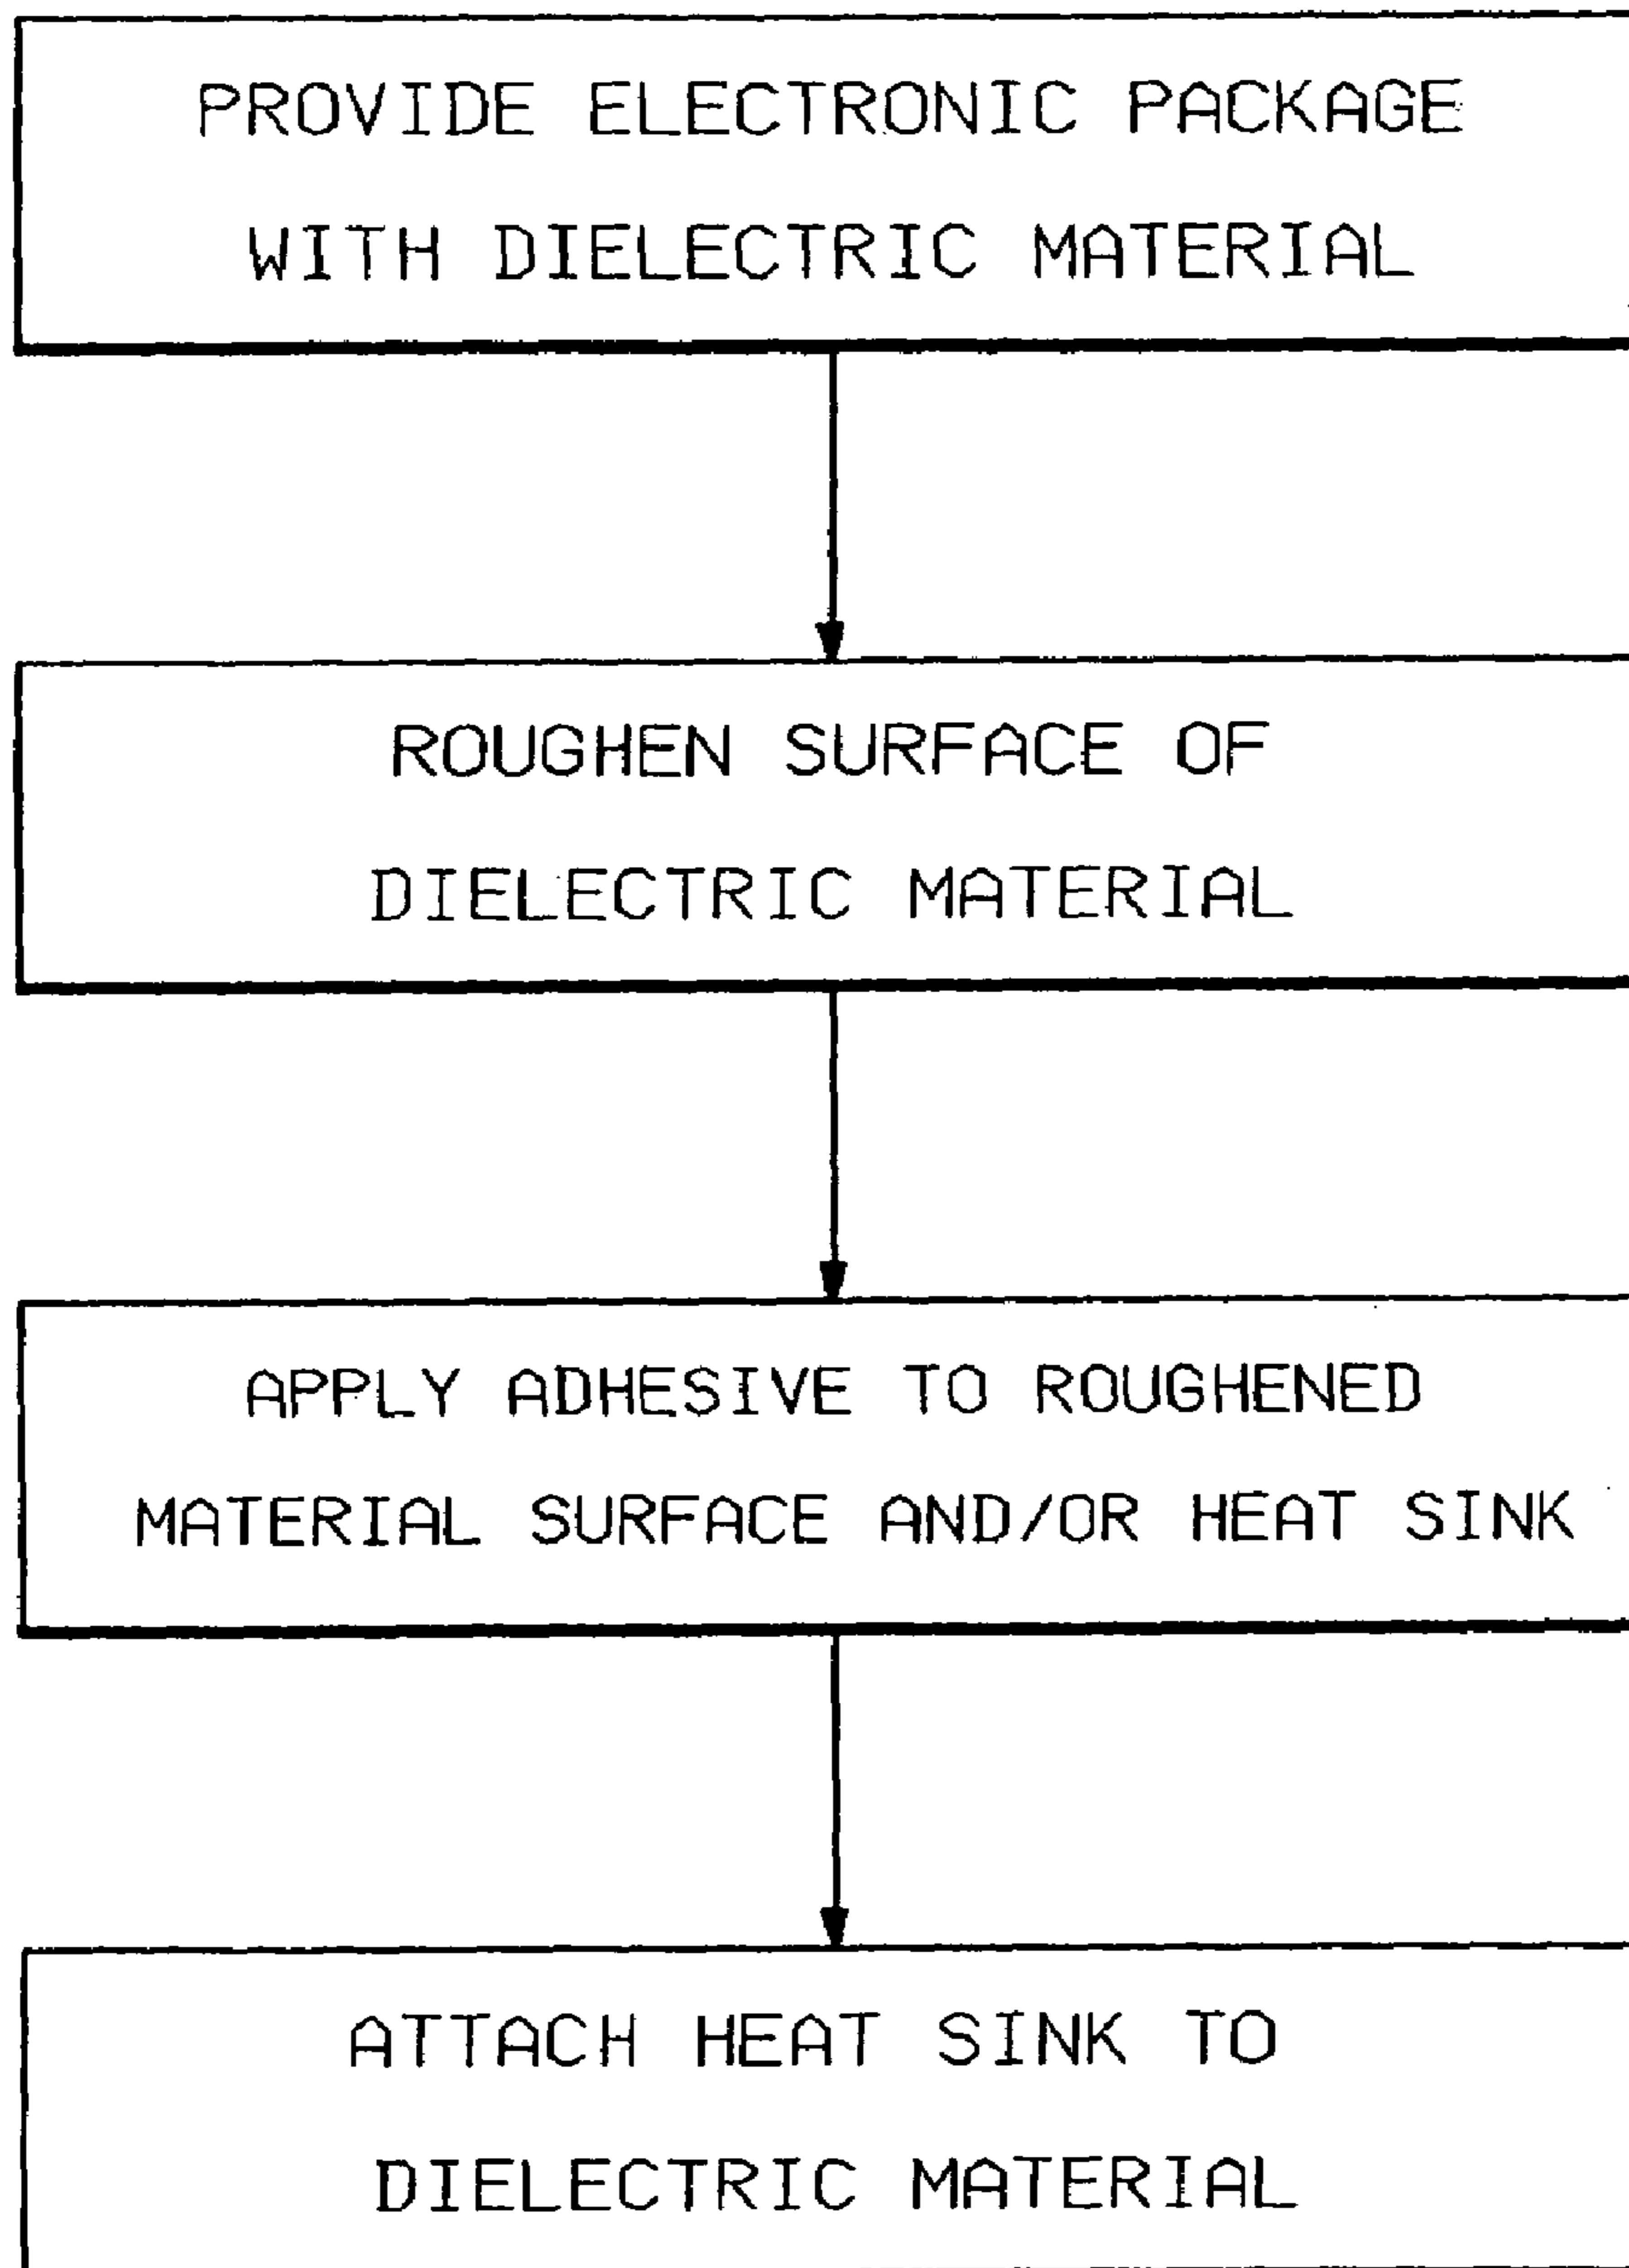 PROVIDE ELECTRONIC PACKAGE
WITH DIELECTRIC MATERIAL
ROUGHEN SURFACE OF
DIELECTRIC MATERIAL
APPLY ADHESIVE TO ROUGHENED
MATERIAL SURFACE AND/OR HEAT SINK
ATTACH HEAT SINK TO
DIELECTRIC MATERIAL